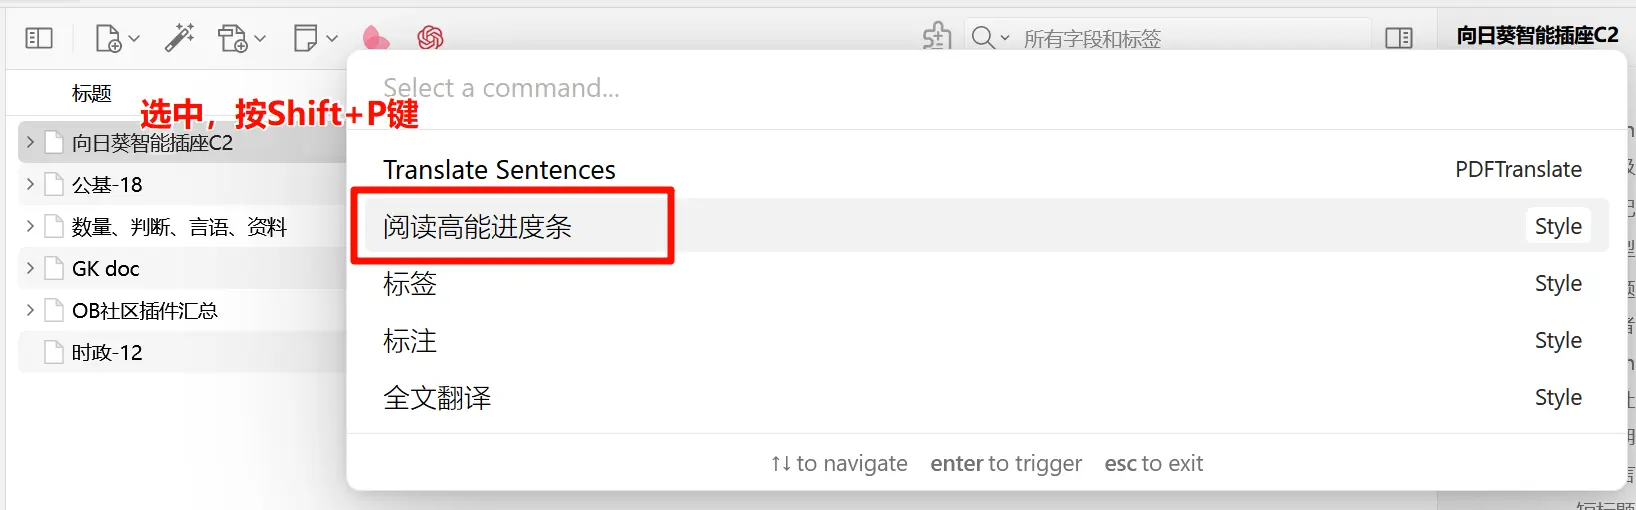 所有字段和标签
向日葵智能插座C2
标题
选中，按Shift+P键
Select a command...
向日葵智能插座C2
公基-18
数量、判断、言语、资料
GK doc
OB社区插件汇总
时政-12
Translate Sentences PDFTranslate
阅读高能进度条 Style
标签 Style
标注 Style
全文翻译 Style
↑↓ to navigate enter to trigger esc to exit